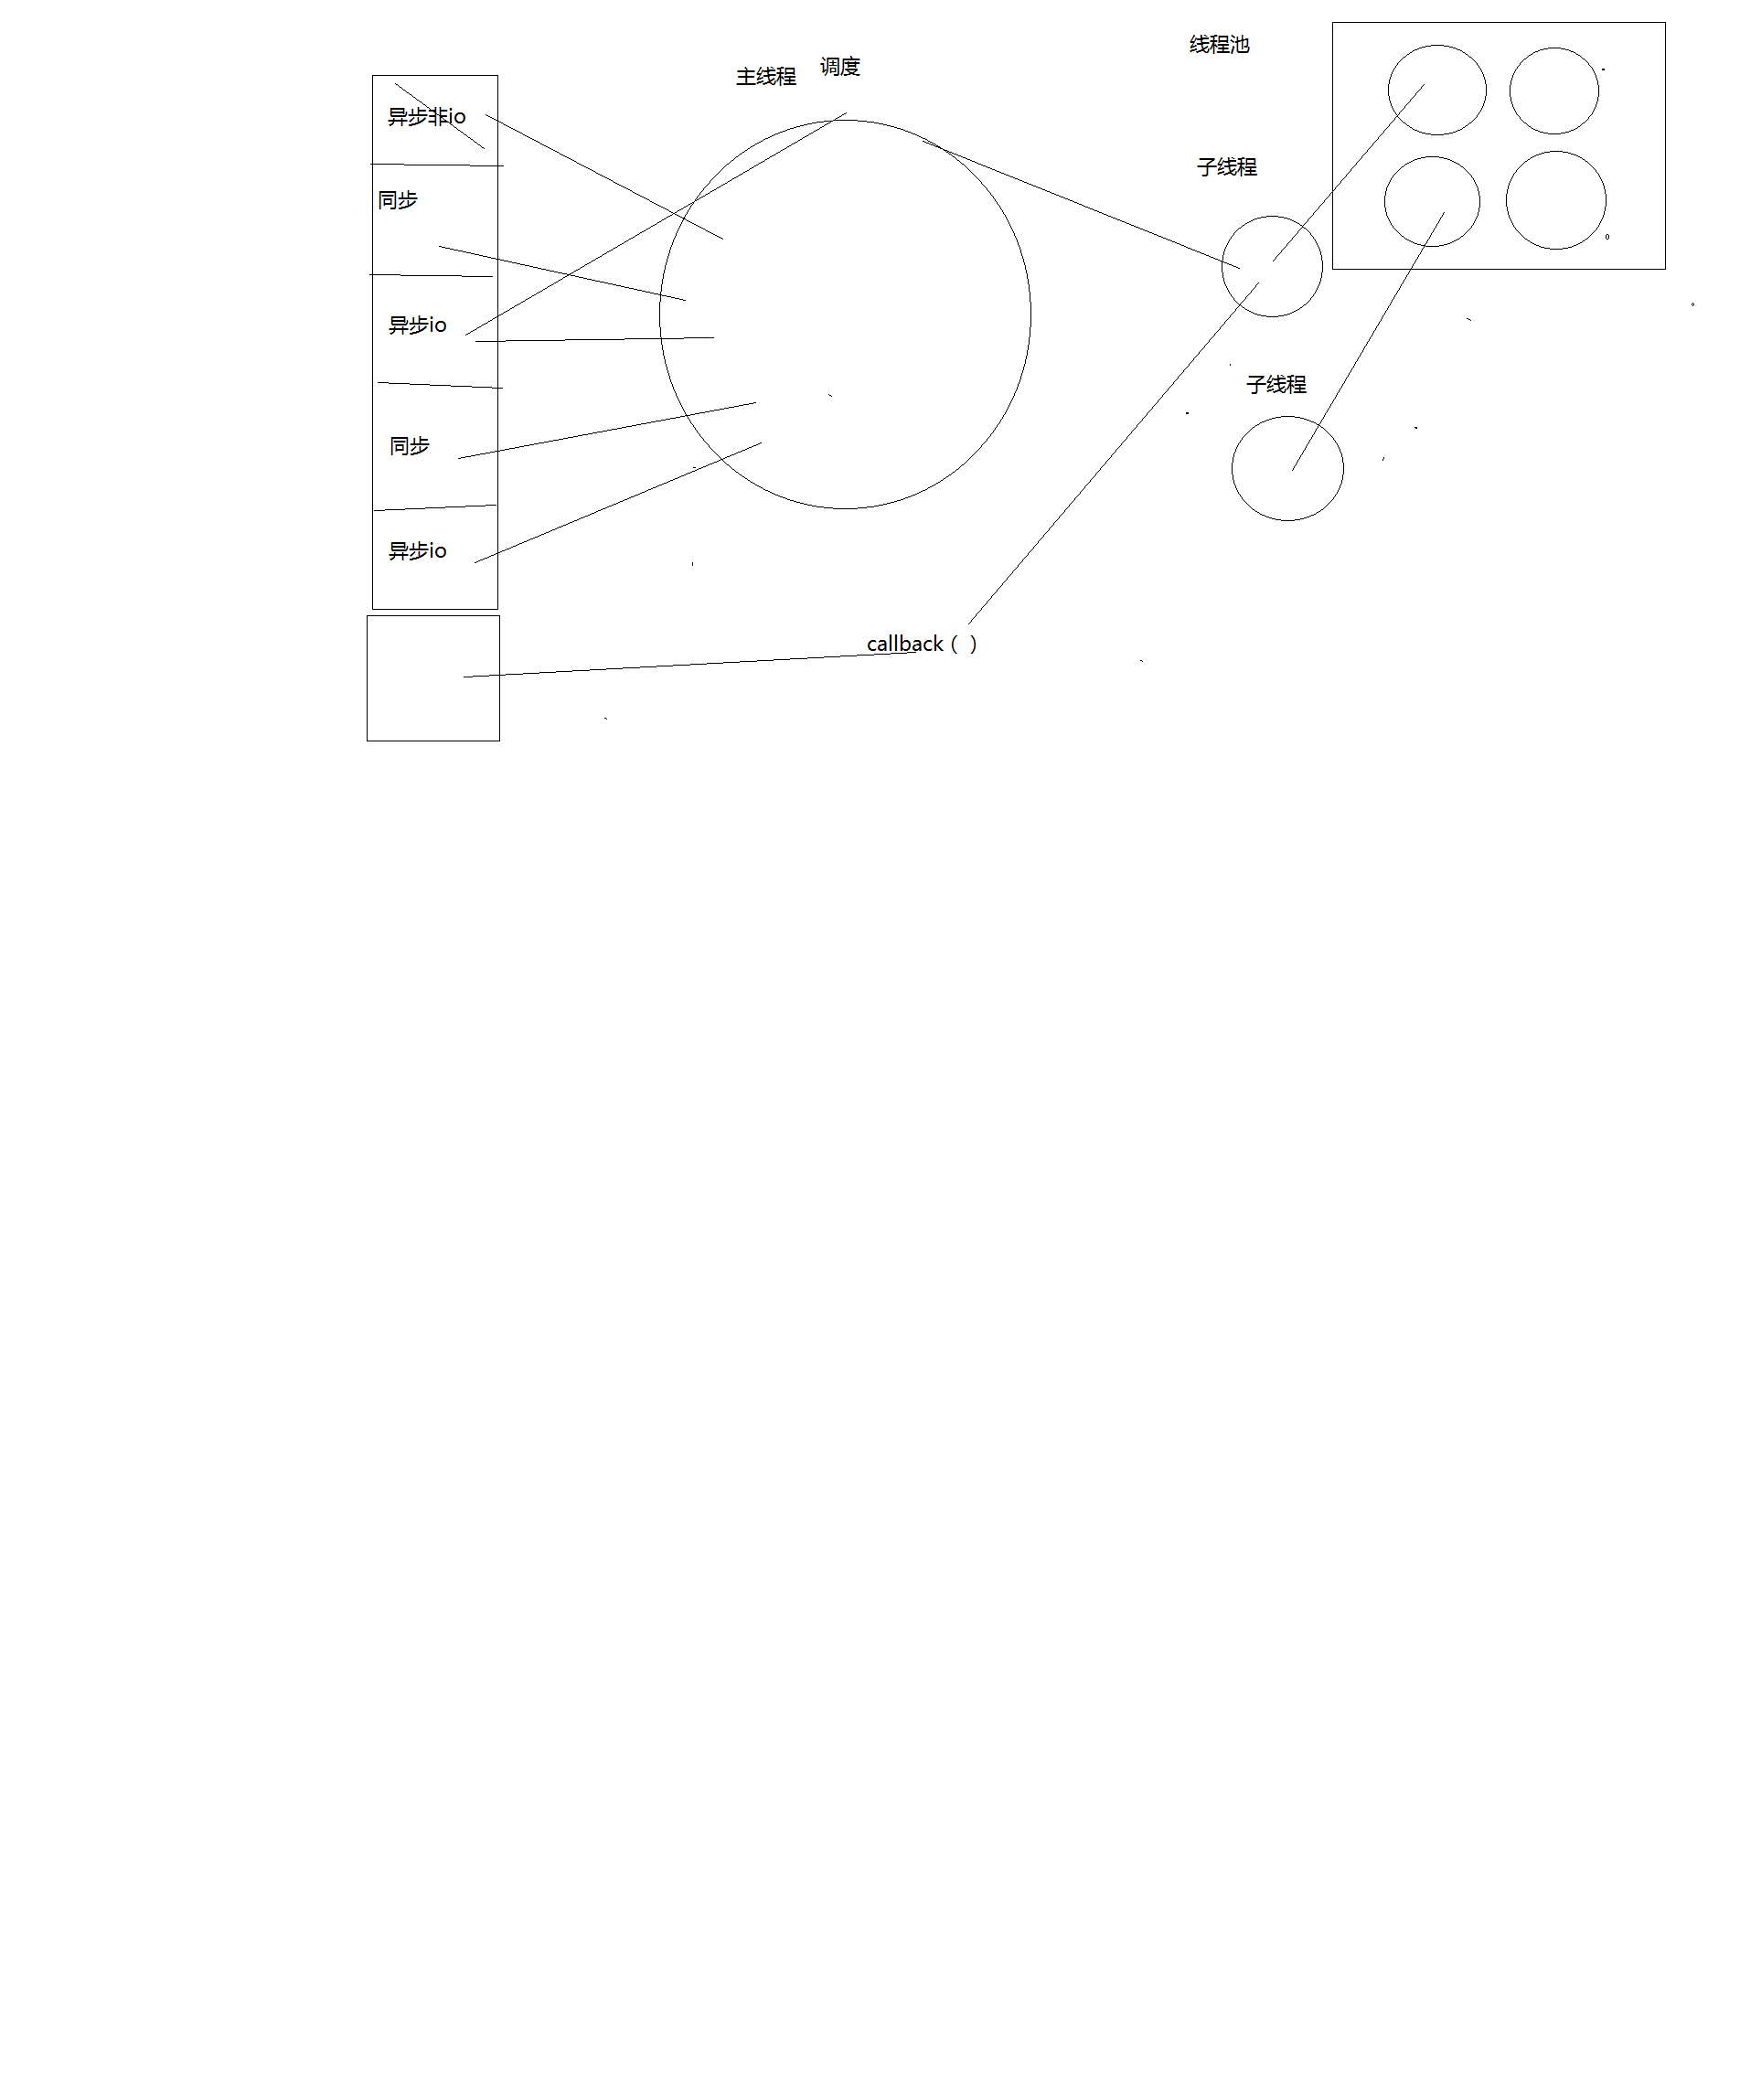 线程池
调度
主线程
异步非io
子线程
同步
异步io
子线程
同步
异步io
callback（ ）